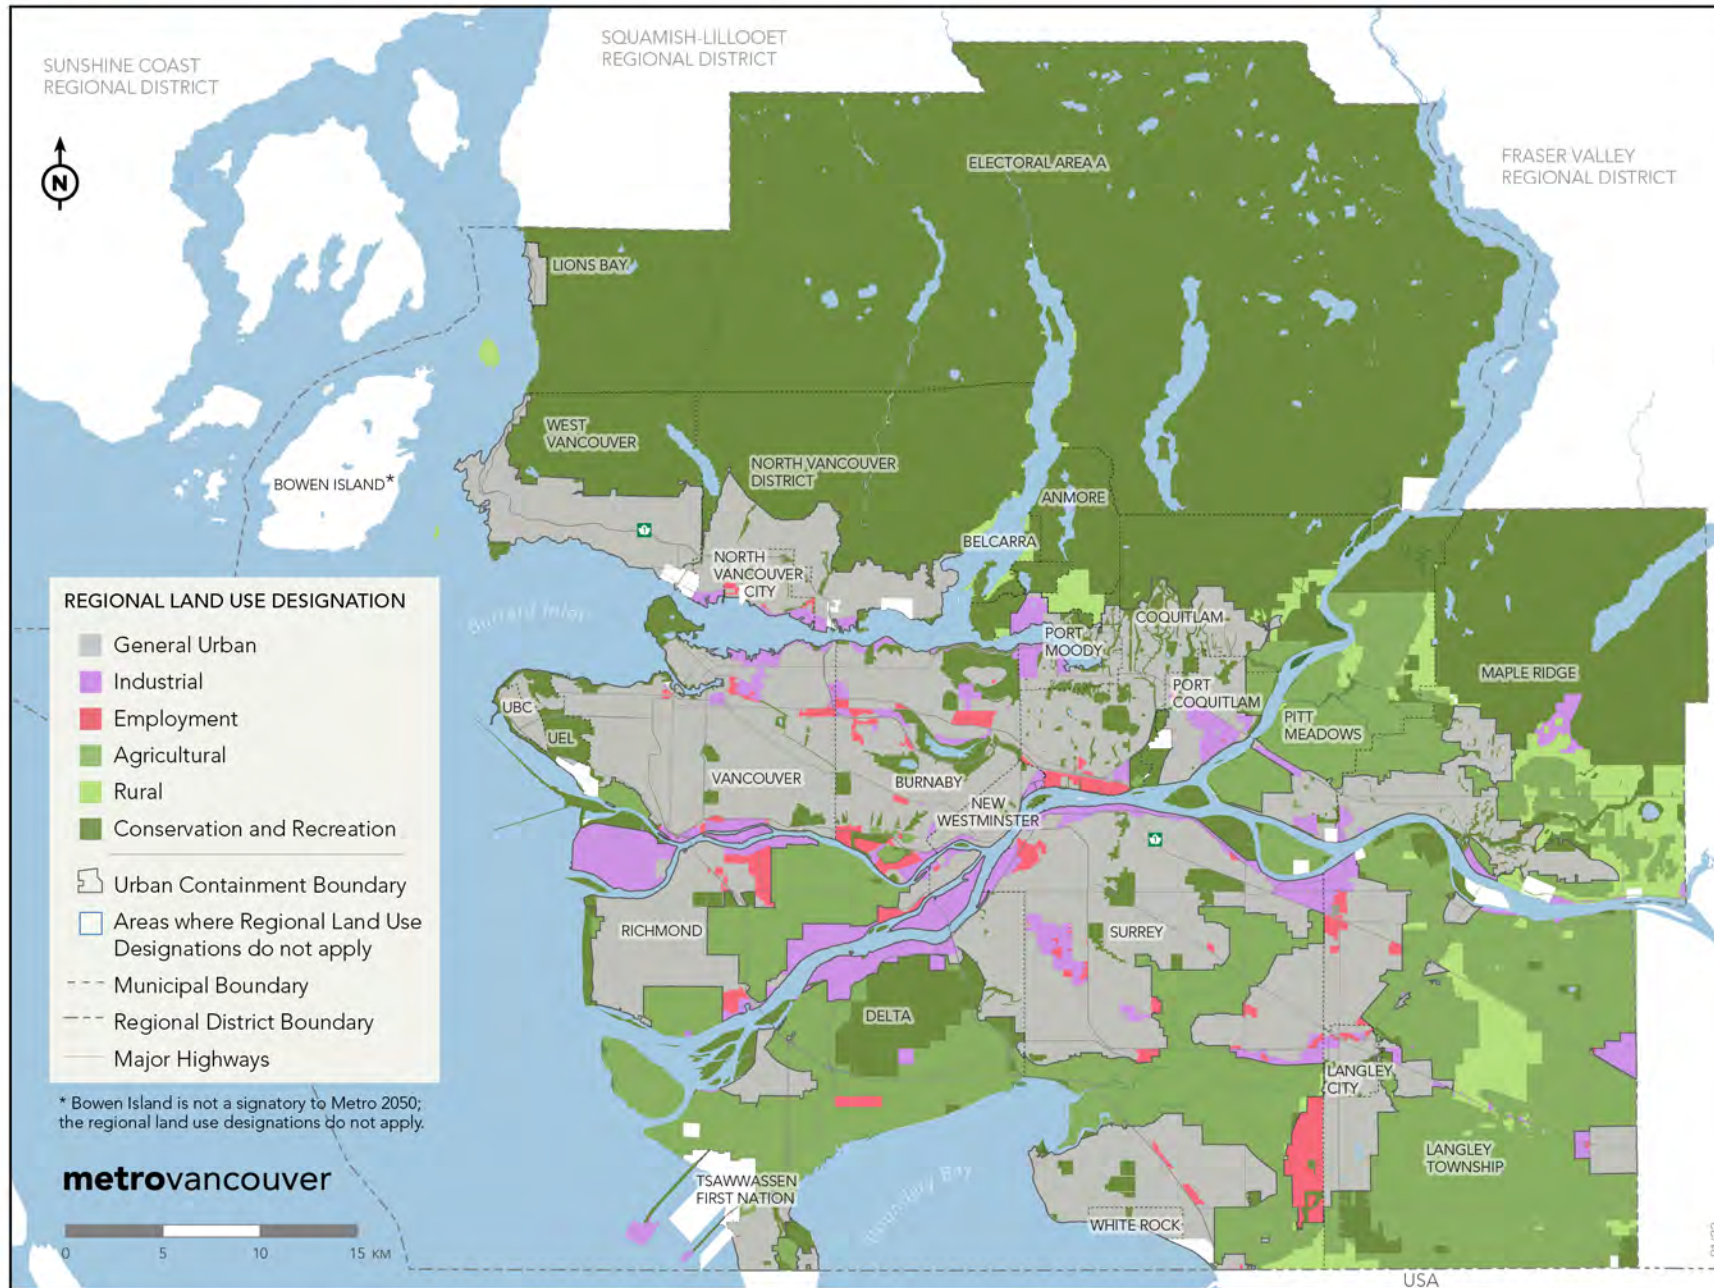 SUNSHINE COAST
REGIONAL DISTRICT
SQUAMISH-LILLOOET
REGIONAL DISTRICT
FRASER VALLEY
REGIONAL DISTRICT
N
ELECTORAL AREA A
LIONS BAY
WEST
VANCOUVER
NORTH VANCOUVER
DISTRICT
BOWEN ISLAND*
ANMORE
BELCARRA
NORTH
VANCOUVER
CITY
1
Burrard Inlet
COQUITLAM
PORT
MOODY
MAPLE RIDGE
PORT
COQUITLAM
PITT
MEADOWS
UBC
UEL
VANCOUVER
BURNABY
NEW
WESTMINSTER
1
RICHMOND
SURREY
DELTA
LANGLEY
CITY
LANGLEY
TOWNSHIP
TSAWWASSEN
FIRST NATION
Boundary Bay
WHITE ROCK
USA
REGIONAL LAND USE DESIGNATION
General Urban
Industrial
Employment
Agricultural
Rural
Conservation and Recreation
Urban Containment Boundary
Areas where Regional Land Use
Designations do not apply
Municipal Boundary
Regional District Boundary
Major Highways
* Bowen Island is not a signatory to Metro 2050;
the regional land use designations do not apply.
metrovancouver
0 5 10 15 KM